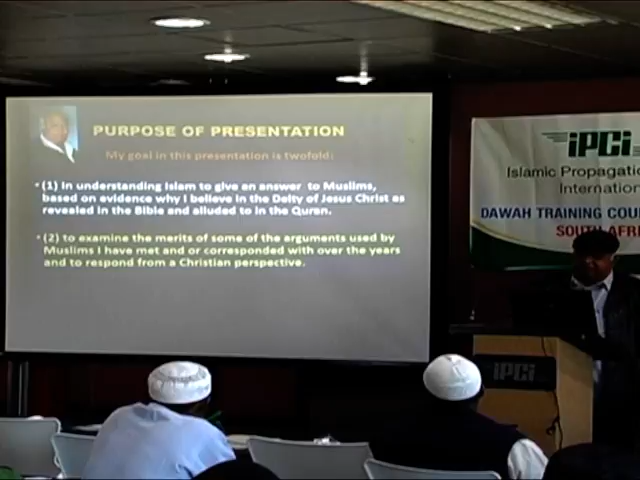 PURPOSE OF PRESENTATION
My goal in this presentation is twofold:
(1) In understanding Islam to give an answer to Muslims,
based on evidence why I believe in the Deity of Jesus Christ as
revealed in the Bible and alluded to in the Quran.
(2) to examine the merits of some of the arguments used by
Muslims I have met and or corresponded with over the years
and to respond from a Christian perspective.
iPCi
Islamic Propagati
Internation
DAWAH TRAINING COU
SOUTH AFRI
iPCi